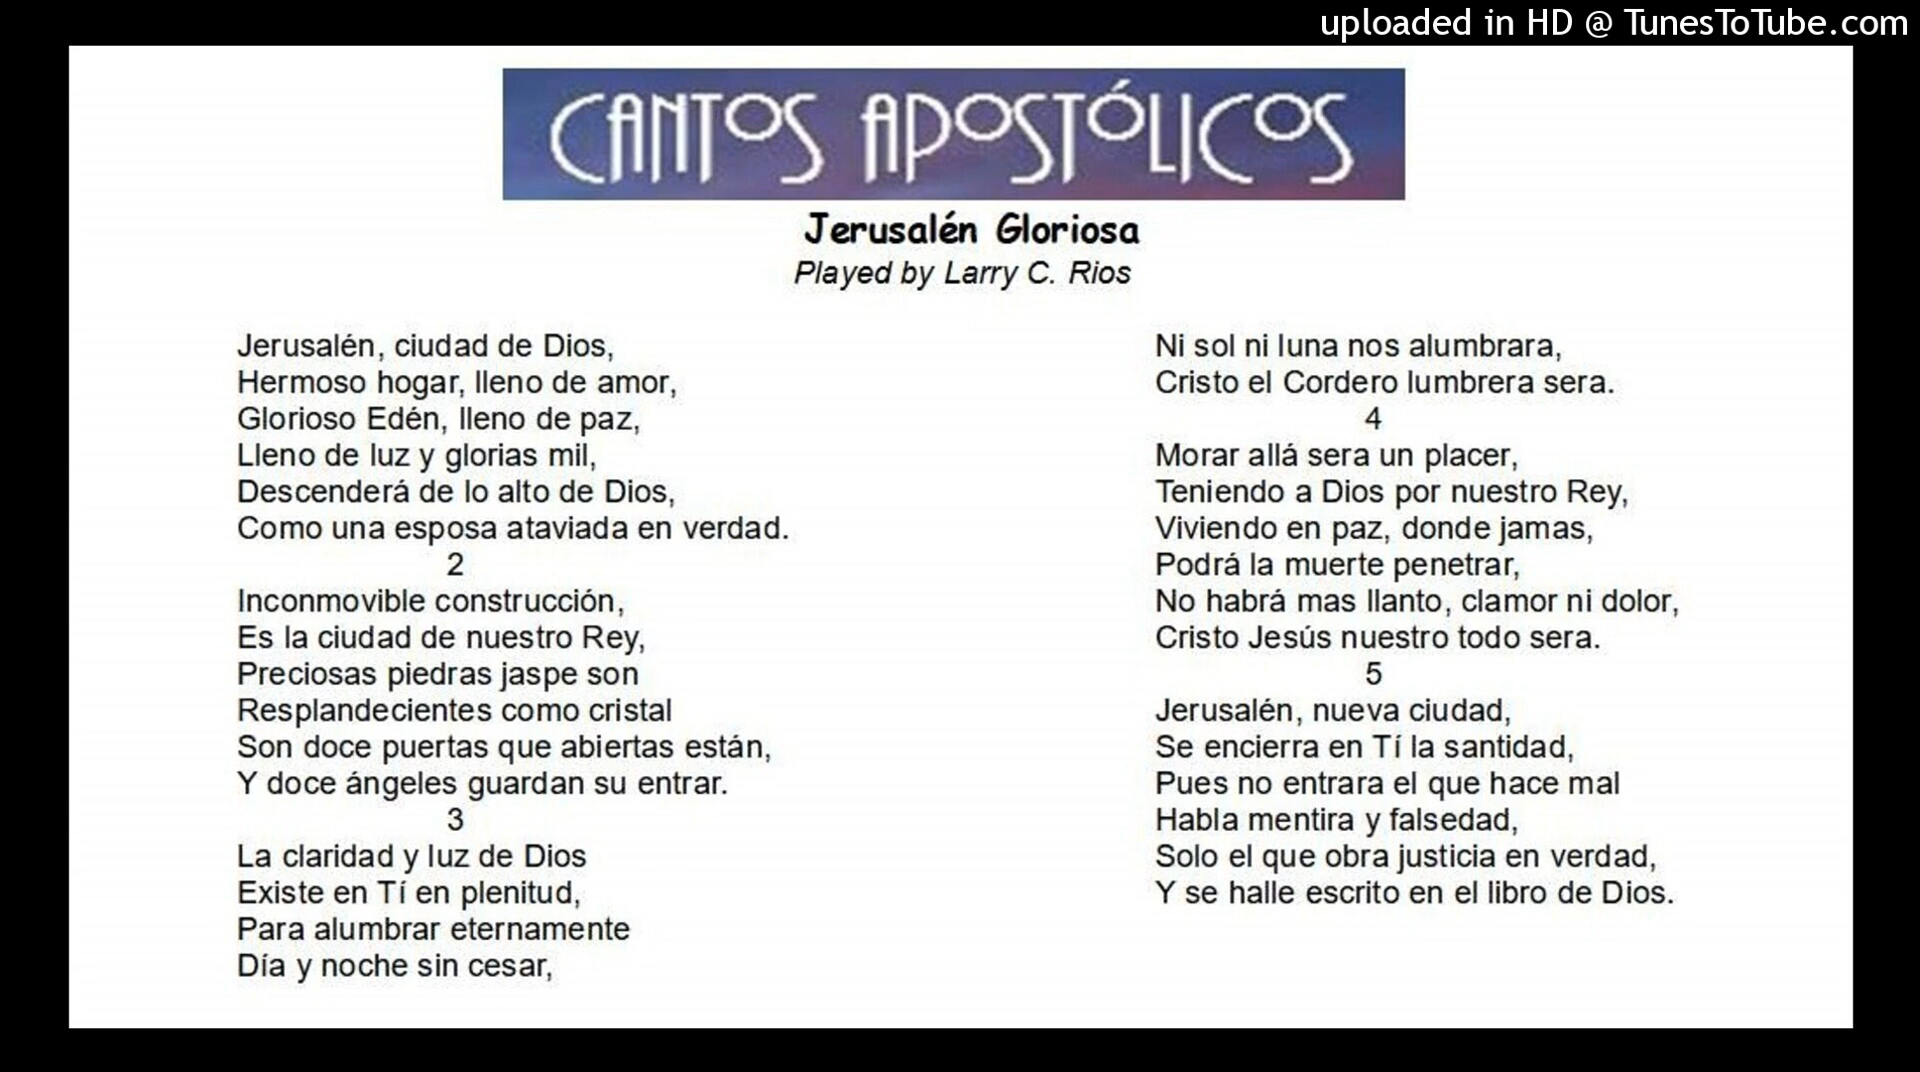 uploaded in HD @ TunesToTube.com
CANTOS APOSTÓLICOS
Jerusalén Gloriosa
Played by Larry C. Rios
Jerusalén, ciudad de Dios,
Hermoso hogar, lleno de amor,
Glorioso Edén, lleno de paz,
Lleno de luz y glorias mil,
Descenderá de lo alto de Dios,
Como una esposa ataviada en verdad.
2
Inconmovible construcción,
Es la ciudad de nuestro Rey,
Preciosas piedras jaspe son
Resplandecientes como cristal
Son doce puertas que abiertas están,
Y doce ángeles guardan su entrar.
3
La claridad y luz de Dios
Existe en Tí en plenitud,
Para alumbrar eternamente
Día y noche sin cesar,
Ni sol ni luna nos alumbrara,
Cristo el Cordero lumbrera sera.
4
Morar allá sera un placer,
Teniendo a Dios por nuestro Rey,
Viviendo en paz, donde jamas,
Podrá la muerte penetrar,
No habrá mas llanto, clamor ni dolor,
Cristo Jesús nuestro todo sera.
5
Jerusalén, nueva ciudad,
Se encierra en Tí la santidad,
Pues no entrara el que hace mal
Habla mentira y falsedad,
Solo el que obra justicia en verdad,
Y se halle escrito en el libro de Dios.